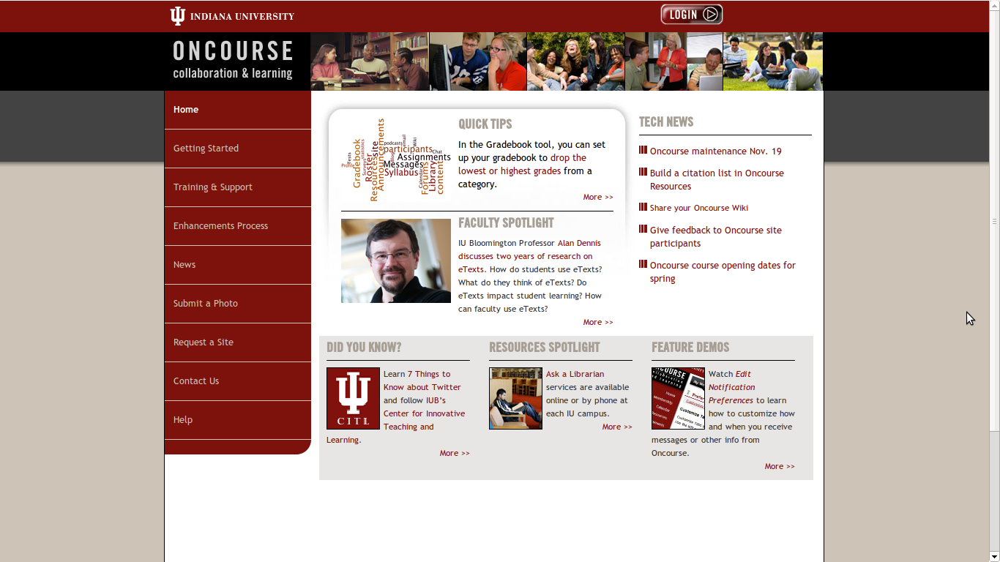 INDIANA UNIVERSITY
LOGIN
ONCOURSE
collaboration & learning
Home
Getting Started
Training & Support
Enhancements Process
News
Submit a Photo
Request a Site
Contact Us
Help
QUICK TIPS
In the Gradebook tool, you can set
up your gradebook to drop the
lowest or highest grades from a
category.
More >>
Gradebook
Roster
site
Resources
Announcements
podcasts
email
Wiki
participants
Chat
Assignments
Messages
Syllabus
Forums
Library
content
Profile
FACULTY SPOTLIGHT
IU Bloomington Professor Alan Dennis
discusses two years of research on
eTexts. How do students use eTexts?
What do they think of eTexts? Do
eTexts impact student learning? How
can faculty use eTexts?
More >>
TECH NEWS
Oncourse maintenance Nov. 19
Build a citation list in Oncourse
Resources
Share your Oncourse Wiki
Give feedback to Oncourse site
participants
Oncourse course opening dates for
spring
DID YOU KNOW?
CITL
Learn 7 Things to
Know about Twitter
and follow IUB's
Center for Innovative
Teaching and
Learning.
More >>
RESOURCES SPOTLIGHT
Ask a Librarian
services are available
online or by phone at
each IU campus.
More >>
FEATURE DEMOS
Watch Edit
Notification
Preferences to learn
how to customize how
and when you receive
messages or other info from
Oncourse.
More >>